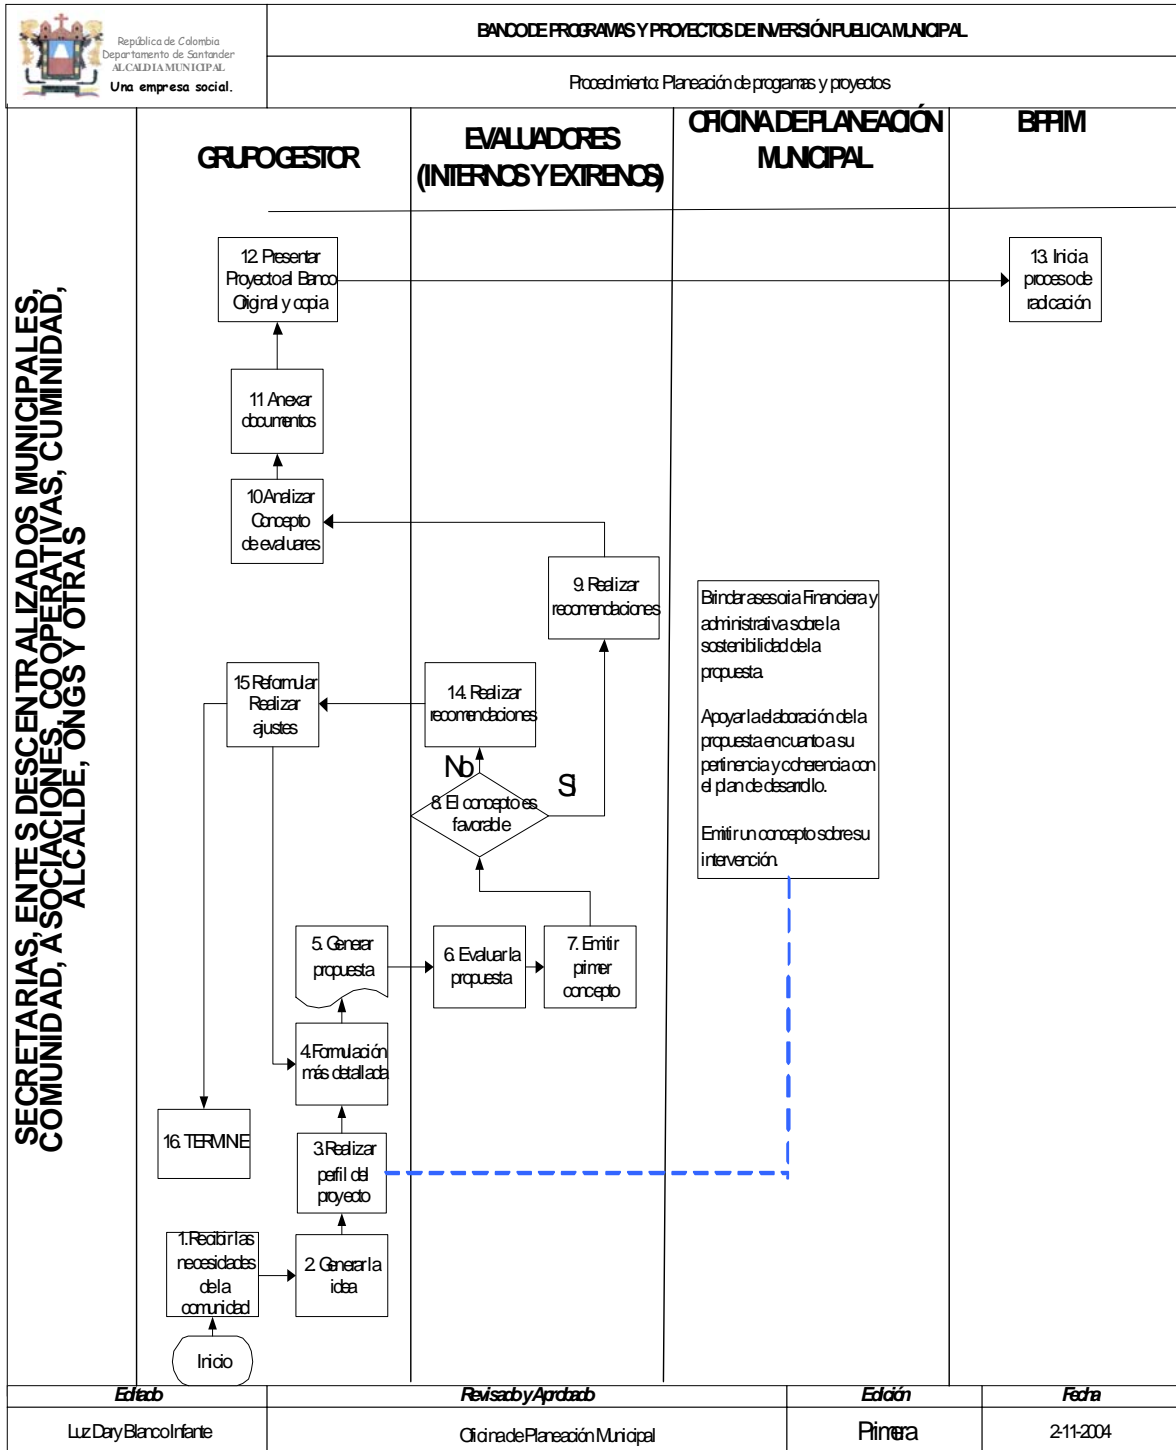 República de Colombia
Departamento de Santander
ALCALDIA MUNICIPAL
Una empresa social.
BANCO DE PROGRAMAS Y PROYECTOS DE INVERSIÓN PUBLICA MUNICIPAL
Procedimiento: Planeación de programas y proyectos
SECRETARIAS, ENTES DESCENTRALIZADOS MUNICIPALES,
COMUNIDAD, ASOCIACIONES, COOPERATIVAS, CUMINIDAD,
ALCALDE, ONGS Y OTRAS
GRUPO GESTOR
EVALUADORES
(INTERNOS Y EXTRENOS)
OFICINA DE PLANEACIÓN
MUNICIPAL
BPPIM
12. Presentar
Proyecto al Banco
Original y copia
13. Inicia
proceso de
radicación
11 Anexar
documentos
10 Analizar
Concepto
de evaluares
9. Realizar
recomendaciones
Brindar asesoria Financiera y
administrativa sobre la
sostenibilidad de la
propuesta.
Apoyar la elaboración de la
propuesta en cuanto a su
pertinencia y coherencia con
el plan de desarrollo.
Emitir un concepto sobre su
intervención.
15 Reformular
Realizar
ajustes
14. Realizar
recomendaciones
No
Si
8. El concepto es
favorable
5. Generar
propuesta
6. Evaluar la
propuesta
7. Emitir
primer
concepto
4. Formulación
más detallada
16. TERMINE
3. Realizar
perfil del
proyecto
1. Recibir las
necesidades
de la
comunidad
2. Generar la
idea
Inicio
Editado
Revisado y Aprobado
Edición
Fecha
Luz Dary Blanco Infante
Oficina de Planeación Municipal
Primera
2-11-2004